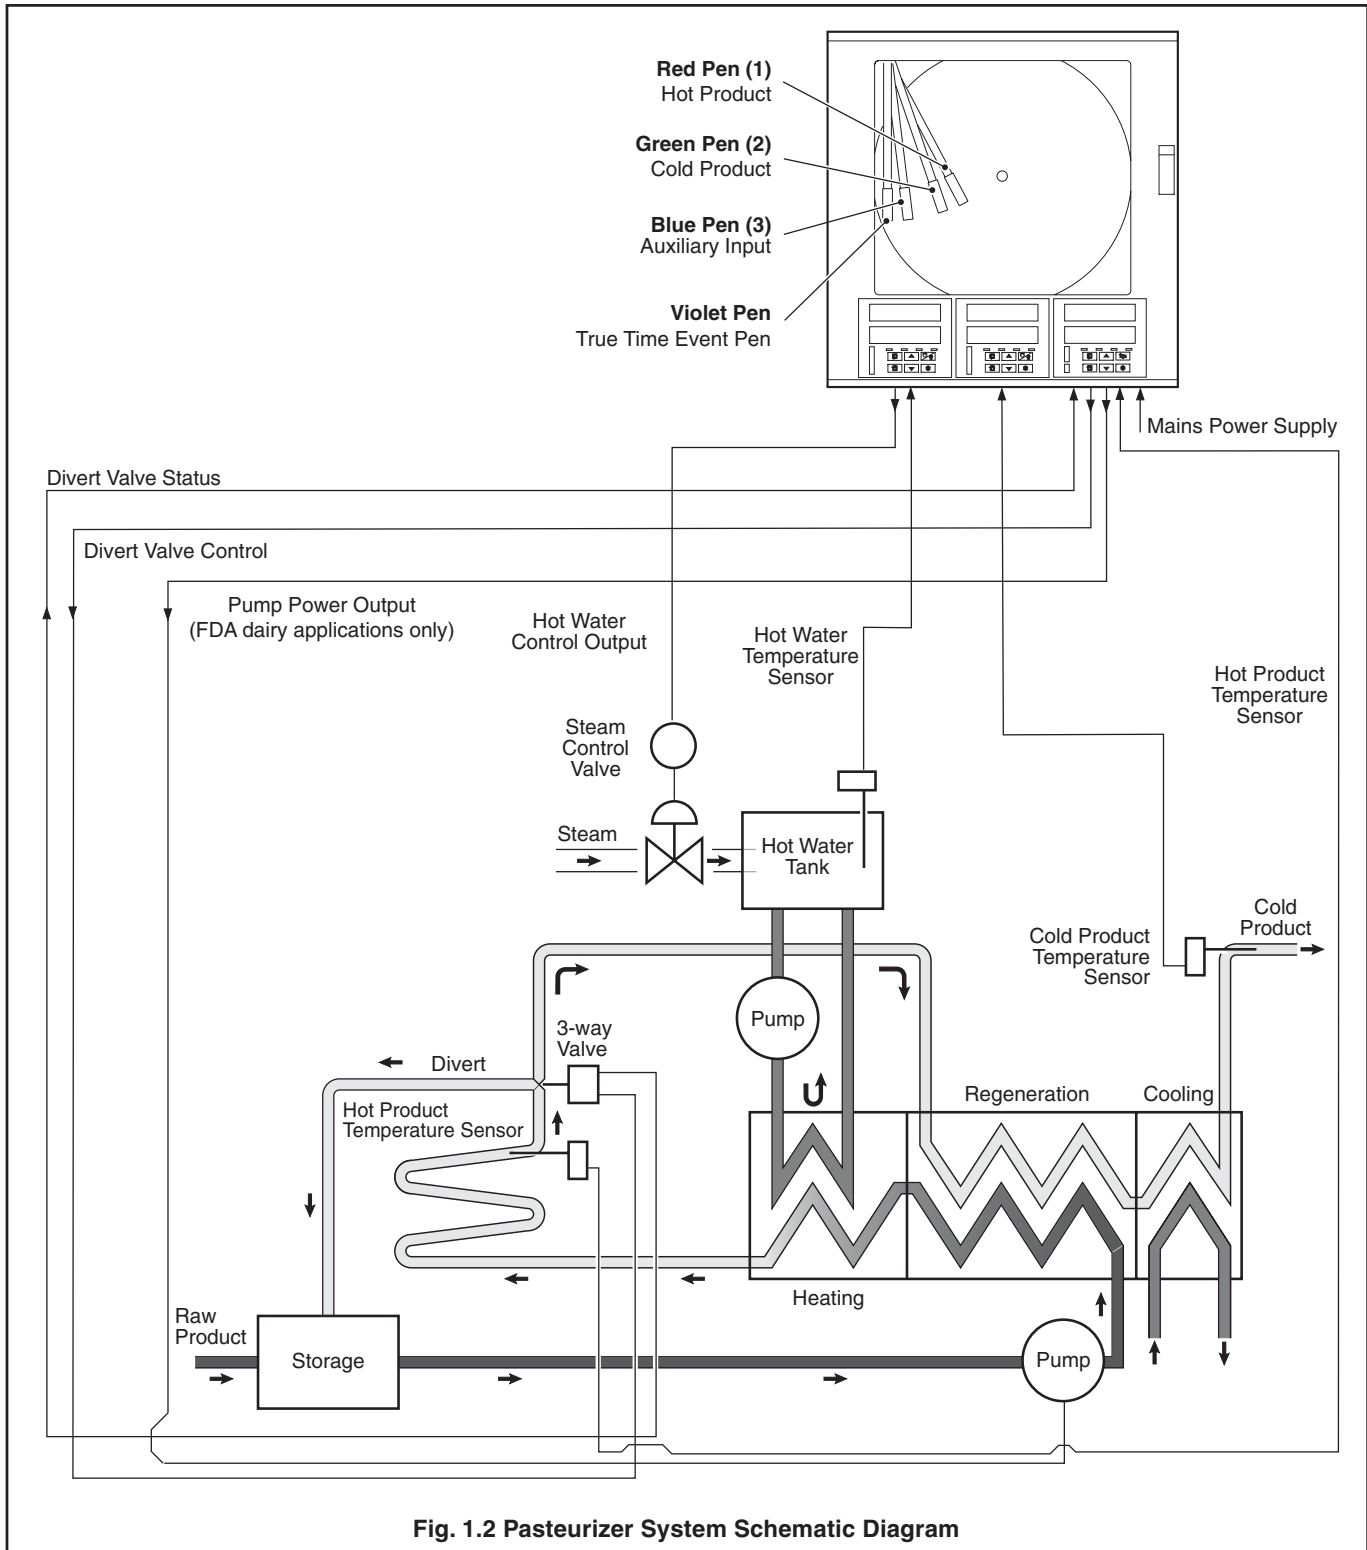 Red Pen (1)
Hot Product
Green Pen (2)
Cold Product
Blue Pen (3)
Auxiliary Input
Violet Pen
True Time Event Pen
Mains Power Supply
Divert Valve Status
Divert Valve Control
Pump Power Output
(FDA dairy applications only)
Hot Water
Control Output
Hot Water
Temperature
Sensor
Hot Product
Temperature
Sensor
Steam
Control
Valve
Steam
Hot Water
Tank
Cold Product
Temperature
Sensor
Cold
Product
Pump
3-way
Valve
Divert
Hot Product
Temperature Sensor
Regeneration
Cooling
Heating
Raw
Product
Storage
Pump
Fig. 1.2 Pasteurizer System Schematic Diagram